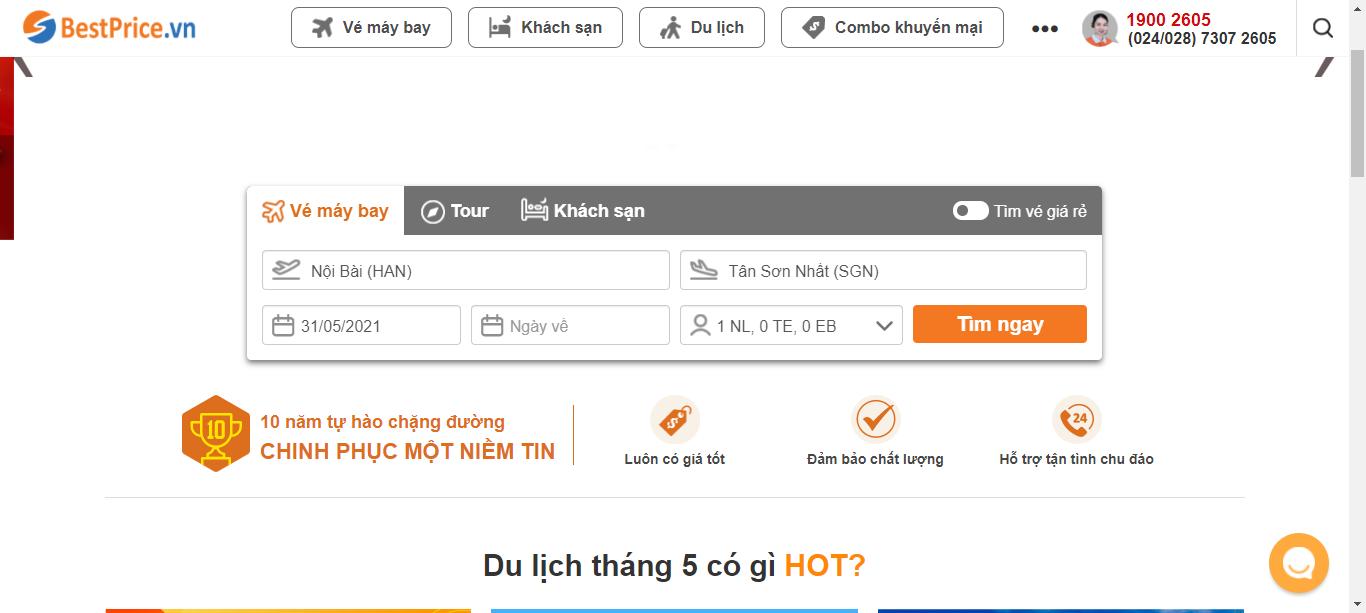 BestPrice.vn
Vé máy bay
Khách sạn
Du lịch
Combo khuyến mại
1900 2605
(024/028) 7307 2605
Vé máy bay
Tour
Khách sạn
Tìm vé giá rẻ
Nội Bài (HAN)
Tân Sơn Nhất (SGN)
31/05/2021
Ngày về
1 NL, 0 TE, 0 EB
Tìm ngay
10
10 năm tự hào chặng đường
CHINH PHỤC MỘT NIỀM TIN
24
Luôn có giá tốt
Đảm bảo chất lượng
Hỗ trợ tận tình chu đáo
Du lịch tháng 5 có gì HOT?